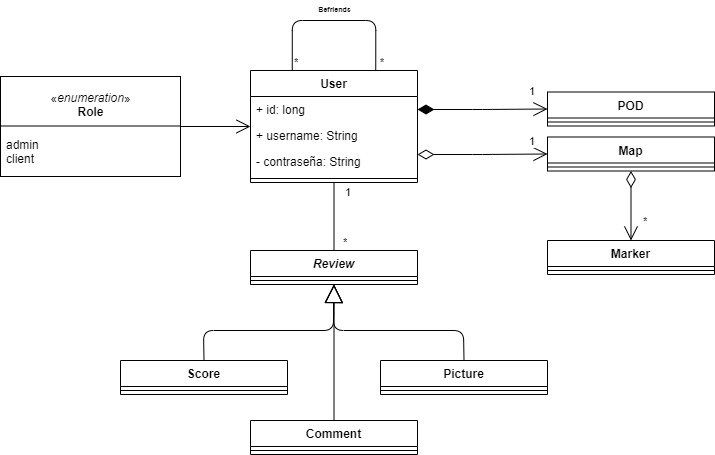 Befriends
*
*
«enumeration»
Role
admin
client
User
+ id: long
+ username: String
- contraseña: String
1
POD
1
Map
*
Marker
1
*
Review
Score
Picture
Comment